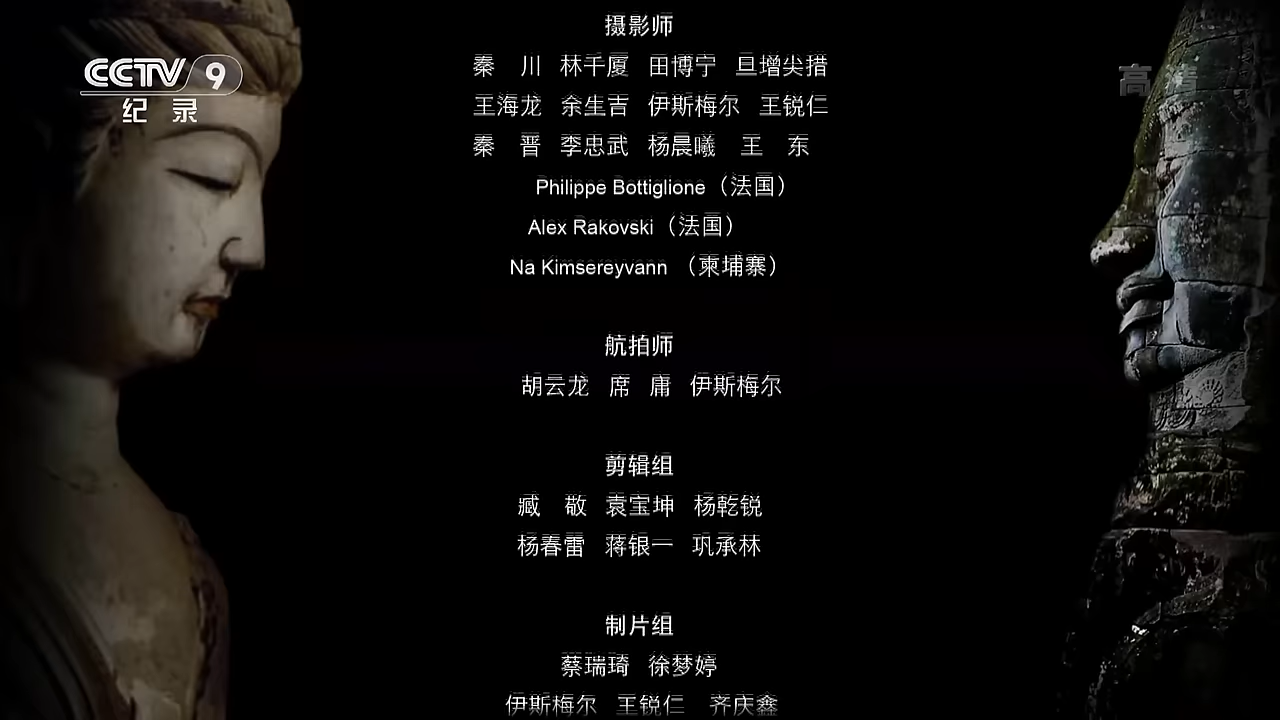 摄影师
CCTV 9
纪 录
高清
秦 川 林千厦 田博宁 旦增尖措
王海龙 余生吉 伊斯梅尔 王锐仁
秦 晋 李忠武 杨晨曦 王 东
Philippe Bottiglione（法国）
Alex Rakovski（法国）
Na Kimsereyvann （柬埔寨）
航拍师
胡云龙 席 庸 伊斯梅尔
剪辑组
臧 敬 袁宝坤 杨乾锐
杨春雷 蒋银一 巩承林
制片组
蔡瑞琦 徐梦婷
伊斯梅尔 王锐仁 齐庆鑫